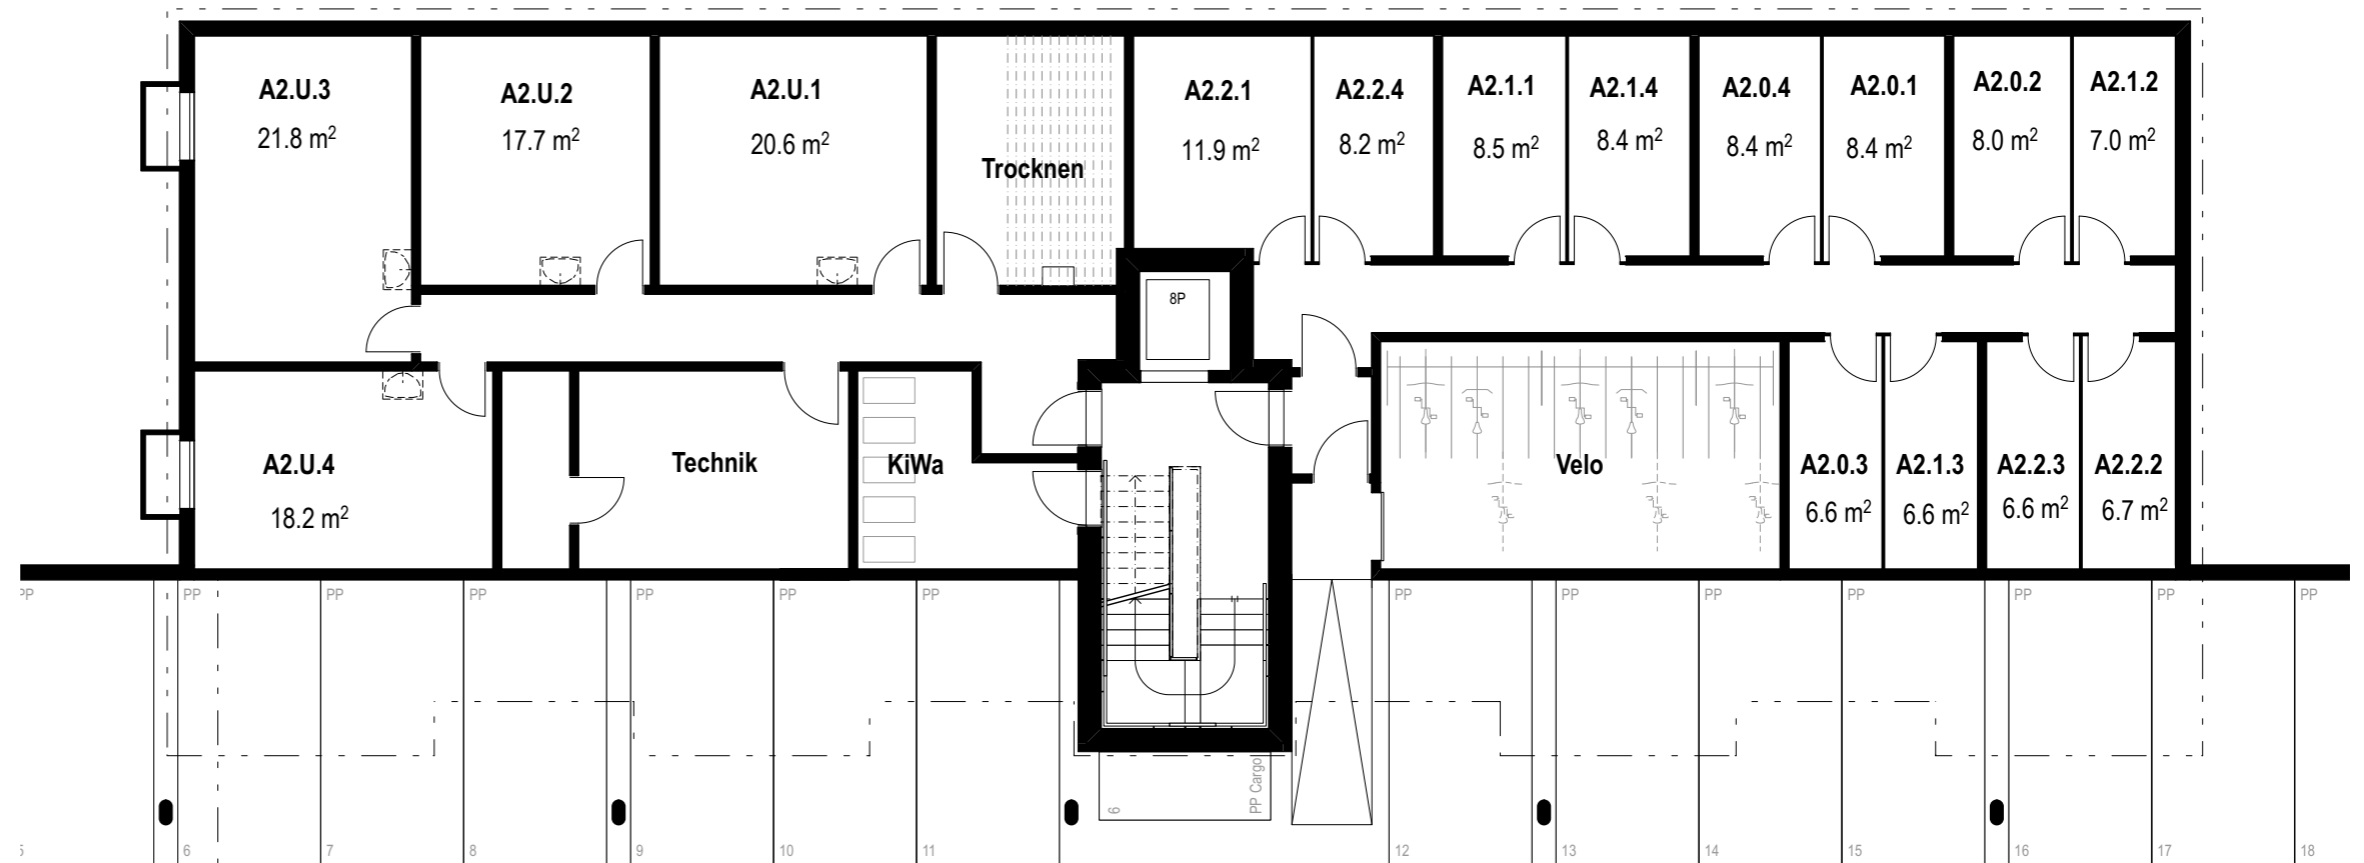 A2.U.3
21.8 m²
A2.U.2
17.7 m²
A2.U.1
20.6 m²
Trocknen
A2.2.1
11.9 m²
A2.2.4
8.2 m²
A2.1.1
8.5 m²
A2.1.4
8.4 m²
A2.0.4
8.4 m²
A2.0.1
8.4 m²
A2.0.2
8.0 m²
A2.1.2
7.0 m²
8P
A2.U.4
18.2 m²
Technik
KiWa
Velo
A2.0.3
6.6 m²
A2.1.3
6.6 m²
A2.2.3
6.6 m²
A2.2.2
6.7 m²
PP
PP
PP
PP
PP
PP
PP
PP
PP
PP
PP
PP
PP
PP
6
PP Cargo
5
6
7
8
9
10
11
12
13
14
15
16
17
18